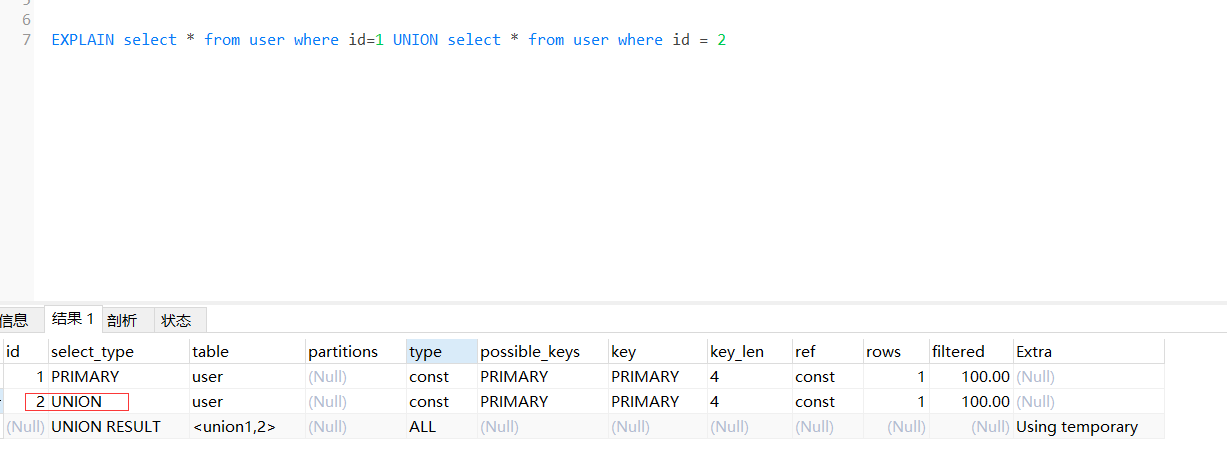 5
6
7 EXPLAIN select * from user where id=1 UNION select * from user where id = 2
信息 结果 1 剖析 状态
id select_type table partitions type possible_keys key key_len ref rows filtered Extra
1 PRIMARY user (Null) const PRIMARY PRIMARY 4 const 1 100.00 (Null)
2 UNION user (Null) const PRIMARY PRIMARY 4 const 1 100.00 (Null)
(Null) UNION RESULT <union1,2> (Null) ALL (Null) (Null) (Null) (Null) (Null) (Null) Using temporary